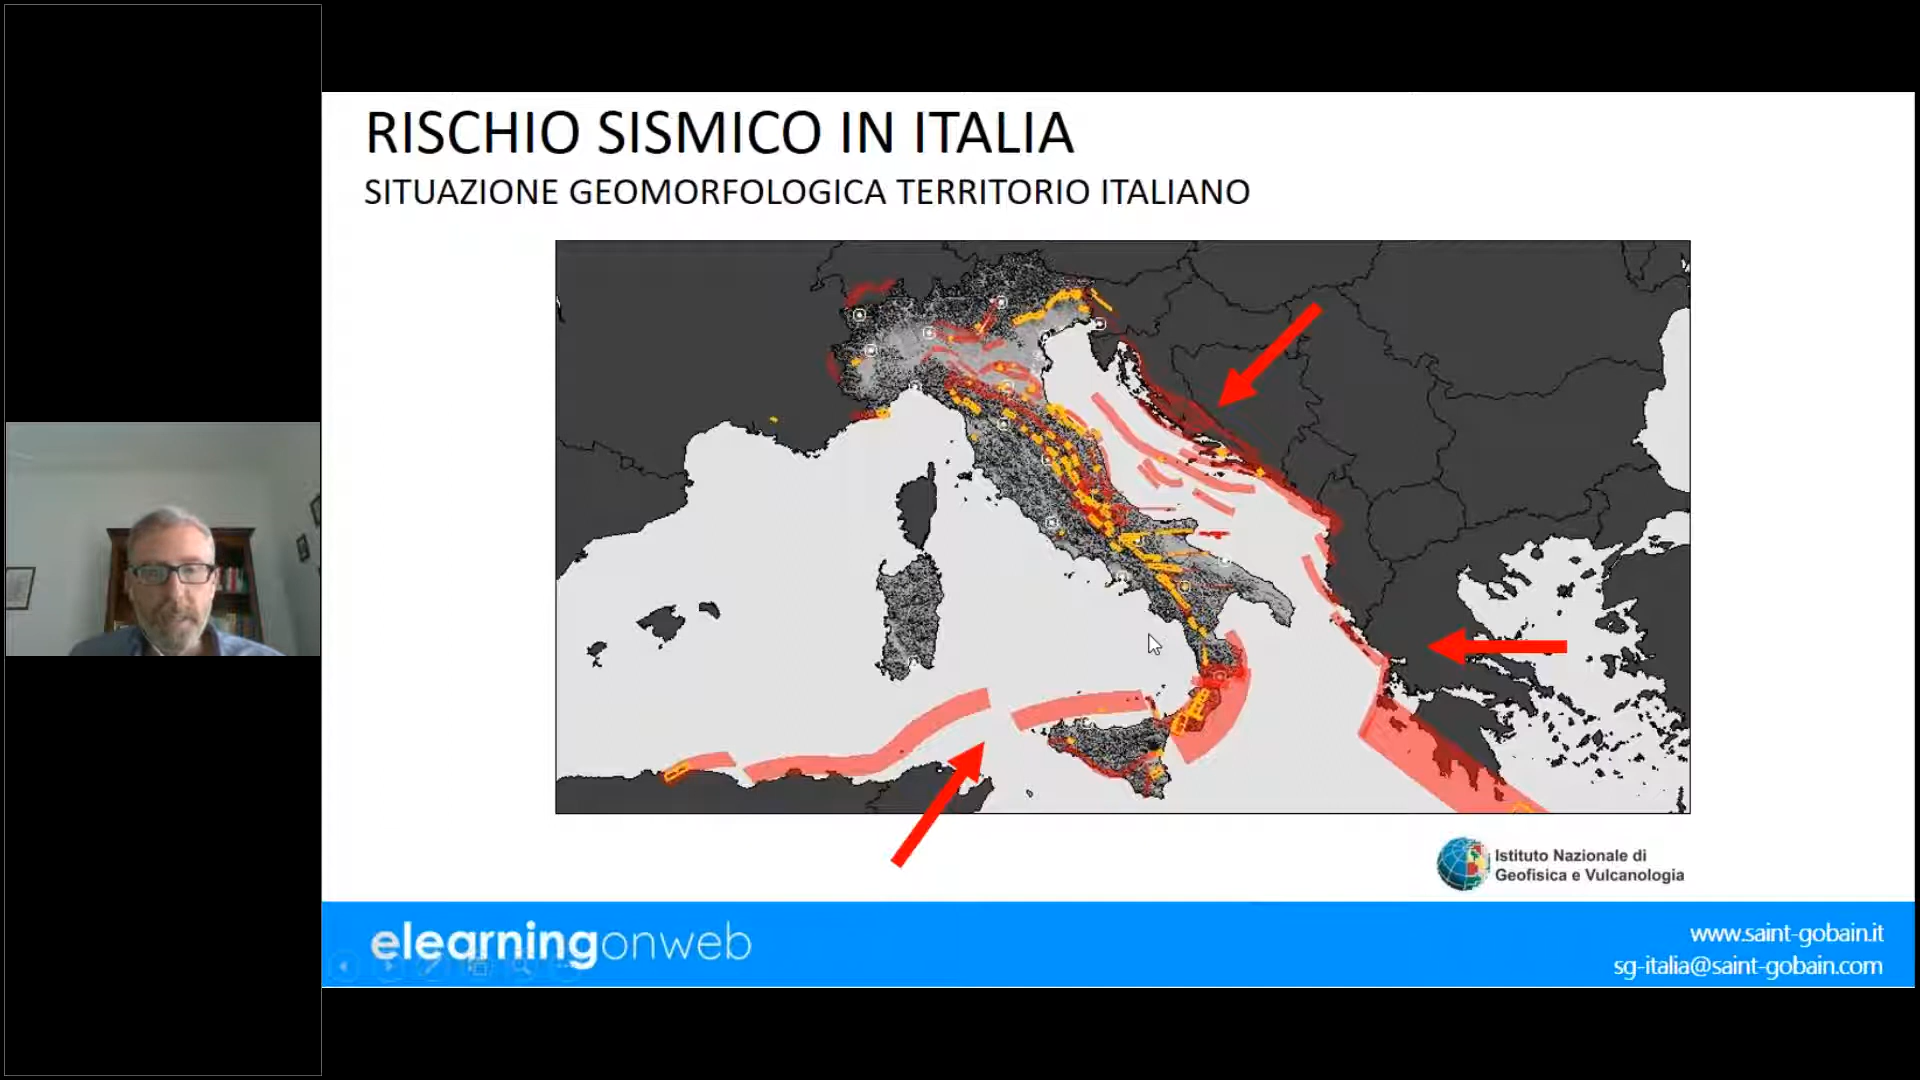 RISCHIO SISMICO IN ITALIA
SITUAZIONE GEOMORFOLOGICA TERRITORIO ITALIANO
Istituto Nazionale di
Geofisica e Vulcanologia
elearningonweb
www.saint-gobain.it
sg-italia@saint-gobain.com